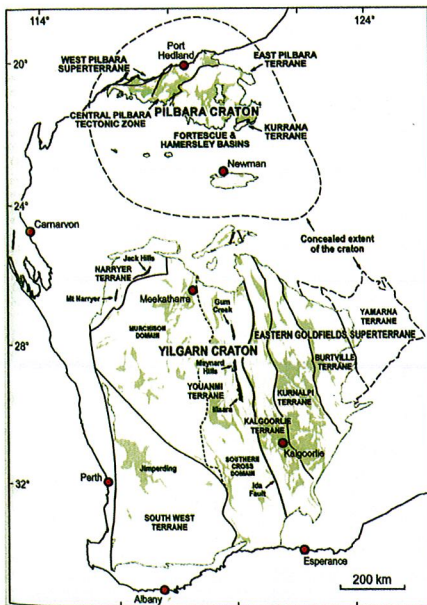 114°
124°
20°
Port
Hedland
WEST PILBARA
SUPERTERRANE
EAST PILBARA
TERRANE
CENTRAL PILBARA
TECTONIC ZONE
PILBARA CRATON
FORTESCUE
& HAMERSLEY BASINS
KURRANA
TERRANE
Newman
24°
Carnarvon
Concealed extent
of the craton
Jack Hills
NARRYER
TERRANE
Mt Narryer
Meekatharra
Gum
Creek
YAMARNA
TERRANE
MURCHISON
DOMAIN
EASTERN GOLDFIELDS SUPERTERRANE
28°
YILGARN CRATON
BURTVILLE
TERRANE
Maynard
Hills
YOUANMI
TERRANE
KURNALPI
TERRANE
Illaara
KALGOORLIE
TERRANE
Kalgoorlie
Jimperding
SOUTHERN
CROSS
DOMAIN
32°
Perth
Ida
Fault
SOUTH WEST
TERRANE
Esperance
Albany
200 km